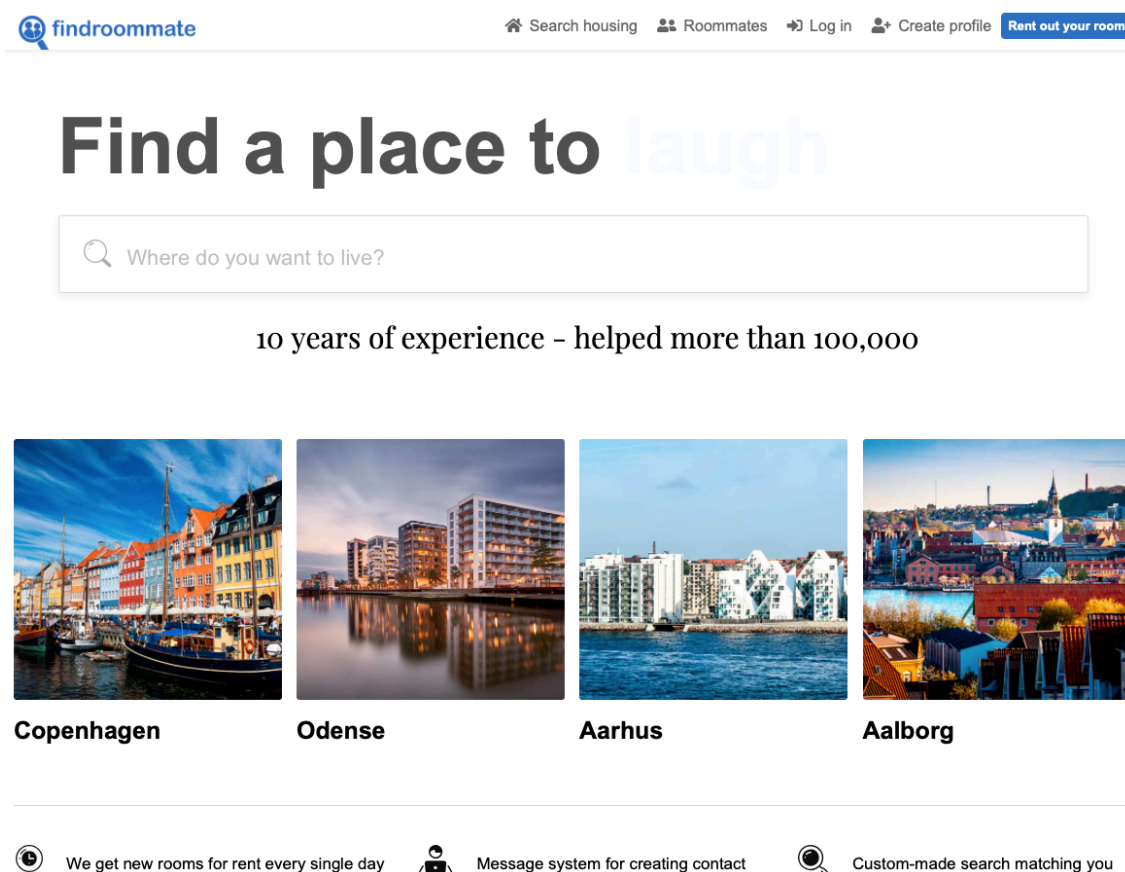 findroommate
Search housing
Roommates
Log in
Create profile
Rent out your room
Find a place to laugh
Where do you want to live?
10 years of experience - helped more than 100,000
Copenhagen
Odense
Aarhus
Aalborg
We get new rooms for rent every single day
Message system for creating contact
Custom-made search matching you